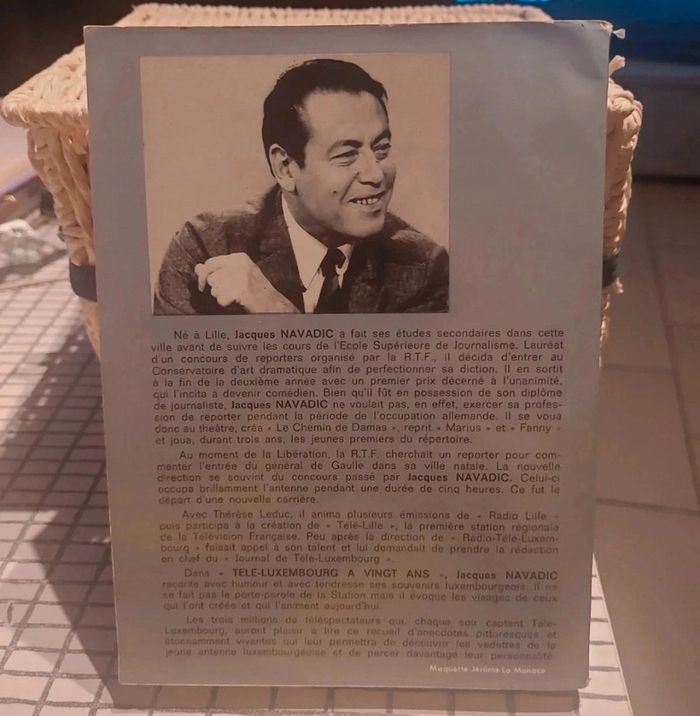 Né à Lille, Jacques NAVADIC a fait ses études secondaires dans cette
ville avant de suivre les cours de l'Ecole Supérieure de Journalisme. Lauréat
d'un concours de reporters organisé par la R.T.F., il décida d'entrer au
Conservatoire d'art dramatique afin de perfectionner sa diction. Il en sortit
à la fin de la deuxième année avec un premier prix décerné à l'unanimité,
qui l'incita à devenir comédien. Bien qu'il fût en possession de son diplôme
de journaliste, Jacques NAVADIC ne voulait pas, en effet, exercer sa profes-
sion de reporter pendant la période de l'occupation allemande. Il se voua
donc au théâtre, créa « Le Chemin de Damas », reprit « Marius » et « Fanny »
et joua, durant trois ans, les jeunes premiers du répertoire.
Au moment de la Libération, la R.T.F. cherchait un reporter pour com-
menter l'entrée du général de Gaulle dans sa ville natale. La nouvelle
direction se souvint du concours passé par Jacques NAVADIC. Celui-ci
occupa brillamment l'antenne pendant une durée de cinq heures. Ce fut le
départ d'une nouvelle carrière.
Avec Thérèse Leduc, il anima plusieurs émissions de « Radio Lille »
puis participa à la création de « Télé-Lille », la première station régionale
de la Télévision Française. Peu après la direction de « Radio-Télé-Luxem-
bourg » faisait appel à son talent et lui demandait de prendre la rédaction
en chef du « Journal de Télé-Luxembourg ».
Dans « TELE-LUXEMBOURG A VINGT ANS », Jacques NAVADIC
raconte avec humour et avec tendresse ses souvenirs luxembourgeois. Il ne
se fait pas le porte-parole de la Station mais il évoque les visages de ceux
qui l'ont créée et qui l'animent aujourd'hui.
Les trois millions de téléspectateurs qui, chaque soir captent Télé-
Luxembourg, auront plaisir à lire ce recueil d'anecdotes pittoresques et
étonnamment vivantes qui leur permettra de découvrir les vedettes de la
jeune antenne luxembourgeoise et de percer davantage leur personnalité
Maquette Jérôme Lo Monaco